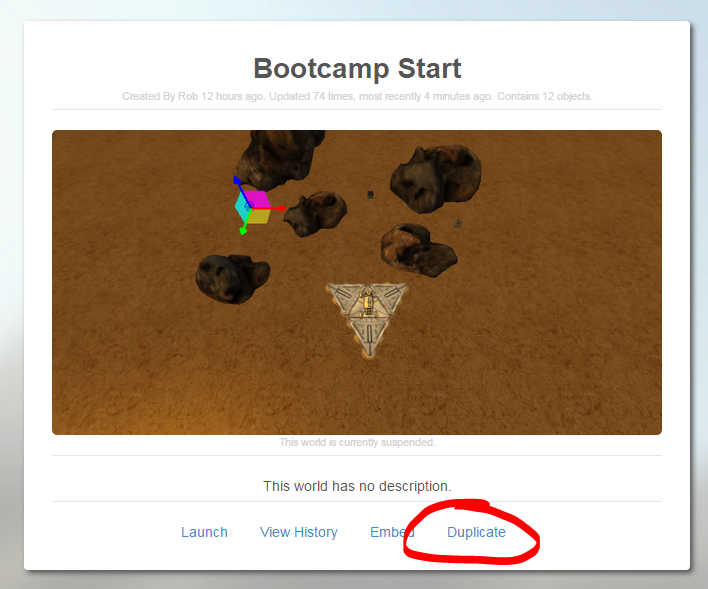 Bootcamp Start
Created By Rob 12 hours ago. Updated 74 times, most recently 4 minutes ago. Contains 12 objects.
This world is currently suspended.
This world has no description.
Launch View History Embed Duplicate